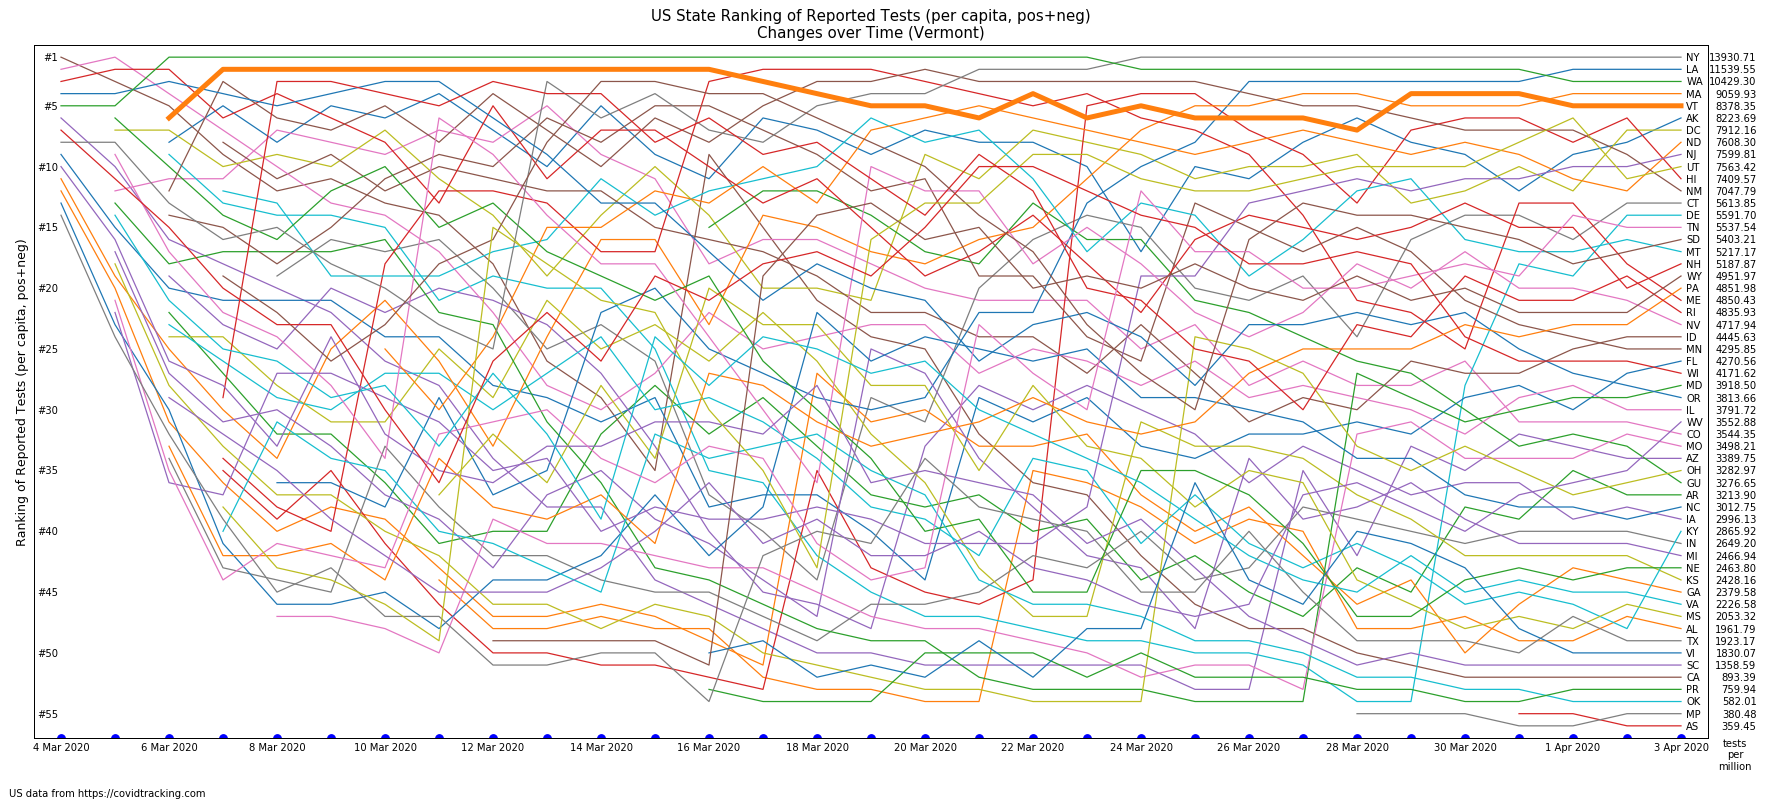 US State Ranking of Reported Tests (per capita, pos+neg)
Changes over Time (Vermont)
Ranking of Reported Tests (per capita, pos+neg)
#1
#5
#10
#15
#20
#25
#30
#35
#40
#45
#50
#55
NY 13930.71
LA 11539.55
WA 10429.30
MA 9059.93
VT 8378.35
AK 8223.69
DC 7912.16
ND 7608.30
NJ 7599.81
UT 7563.42
HI 7409.57
NM 7047.79
CT 5613.85
DE 5591.70
TN 5537.54
SD 5403.21
MT 5217.17
NH 5187.87
WY 4951.97
PA 4851.98
ME 4850.43
RI 4835.93
NV 4717.94
ID 4445.63
MN 4295.85
FL 4270.56
WI 4171.62
MD 3918.50
OR 3813.66
IL 3791.72
WV 3552.88
CO 3544.35
MO 3498.21
AZ 3389.75
OH 3282.97
GU 3276.65
AR 3213.90
NC 3012.75
IA 2996.13
KY 2865.92
IN 2649.20
MI 2466.94
NE 2463.80
KS 2428.16
GA 2379.58
VA 2226.58
MS 2053.32
AL 1961.79
TX 1923.17
VI 1830.07
SC 1358.59
CA 893.39
PR 759.94
OK 582.01
MP 380.48
AS 359.45
4 Mar 2020 6 Mar 2020 8 Mar 2020 10 Mar 2020 12 Mar 2020 14 Mar 2020 16 Mar 2020 18 Mar 2020 20 Mar 2020 22 Mar 2020 24 Mar 2020 26 Mar 2020 28 Mar 2020 30 Mar 2020 1 Apr 2020 3 Apr 2020
tests
per
million
US data from https://covidtracking.com